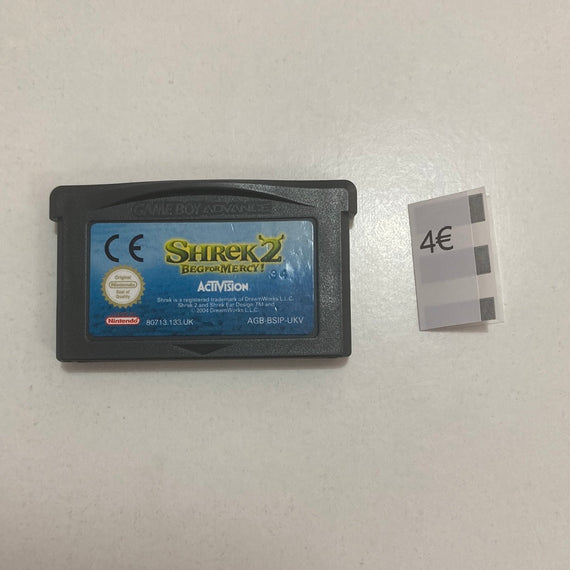 GAME BOY ADVANCE
CE
SHREK 2
BEG FOR MERCY!
94
ACTIVISION
Original
Nintendo
Seal of
Quality
Shrek is a registered trademark of DreamWorks L.L.C.
Shrek 2 and Shrek Ear Design TM and
© 2004 DreamWorks L.L.C.
Nintendo
80713.133.UK
AGB-BSIP-UKV
4€